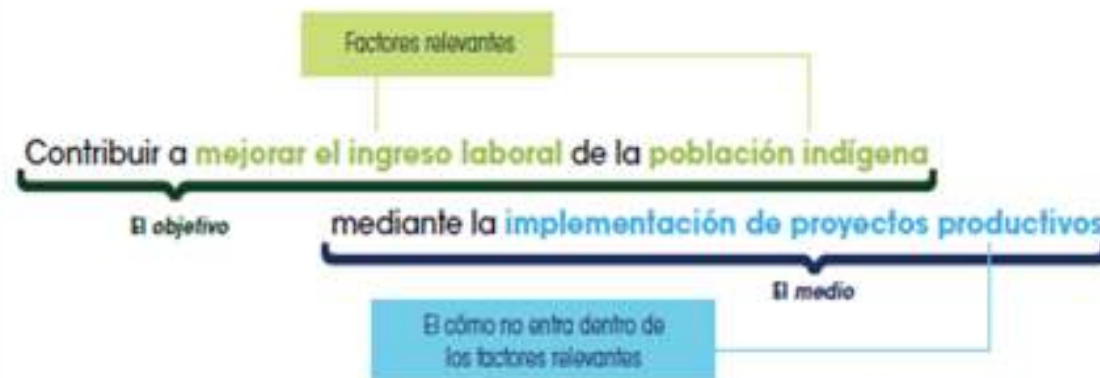 Factores relevantes
Contribuir a mejorar el ingreso laboral de la población indígena
El objetivo
mediante la implementación de proyectos productivos
El medio
El cómo no entra dentro de
los factores relevantes